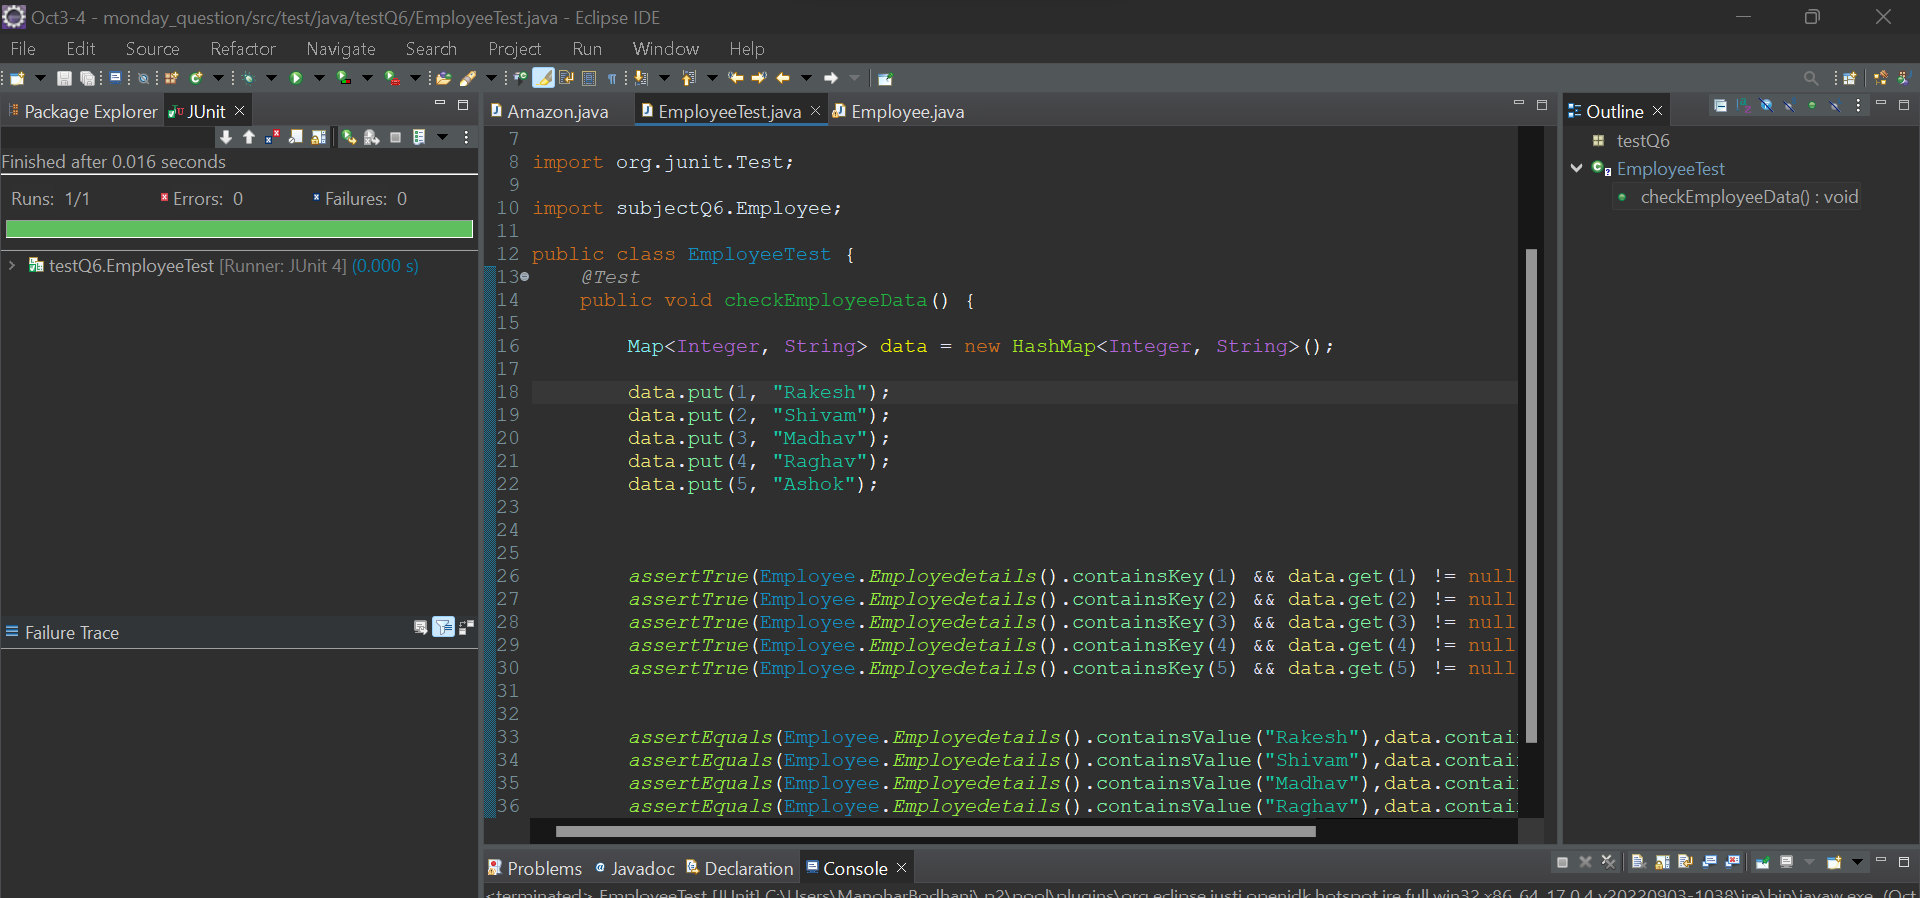 Oct3-4 - monday_question/src/test/java/testQ6/EmployeeTest.java - Eclipse IDE
File Edit Source Refactor Navigate Search Project Run Window Help
Package Explorer JUnit
Finished after 0.016 seconds
Runs: 1/1 Errors: 0 Failures: 0
testQ6.EmployeeTest [Runner: JUnit 4] (0.000 s)
Failure Trace
Amazon.java EmployeeTest.java Employee.java
7
8 import org.junit.Test;
9
10 import subjectQ6.Employee;
11
12 public class EmployeeTest {
13 @Test
14 public void checkEmployeeData() {
15
16 Map<Integer, String> data = new HashMap<Integer, String>();
17
18 data.put(1, "Rakesh");
19 data.put(2, "Shivam");
20 data.put(3, "Madhav");
21 data.put(4, "Raghav");
22 data.put(5, "Ashok");
23
24
25
26 assertTrue(Employee.Employedetails().containsKey(1) && data.get(1) != null
27 assertTrue(Employee.Employedetails().containsKey(2) && data.get(2) != null
28 assertTrue(Employee.Employedetails().containsKey(3) && data.get(3) != null
29 assertTrue(Employee.Employedetails().containsKey(4) && data.get(4) != null
30 assertTrue(Employee.Employedetails().containsKey(5) && data.get(5) != null
31
32
33 assertEquals(Employee.Employedetails().containsValue("Rakesh"),data.contai
34 assertEquals(Employee.Employedetails().containsValue("Shivam"),data.contai
35 assertEquals(Employee.Employedetails().containsValue("Madhav"),data.contai
36 assertEquals(Employee.Employedetails().containsValue("Raghav"),data.contai
Outline
testQ6
EmployeeTest
checkEmployeeData() : void
Problems Javadoc Declaration Console
<terminated> EmployeeTest [JUnit] C:\Users\ManoharBodhani\.p2\pool\plugins\org.eclipse.justj.openjdk.hotspot.jre.full.win32.x86_64_17.0.4.v20220903-1038\jre\bin\javaw.exe (Oct